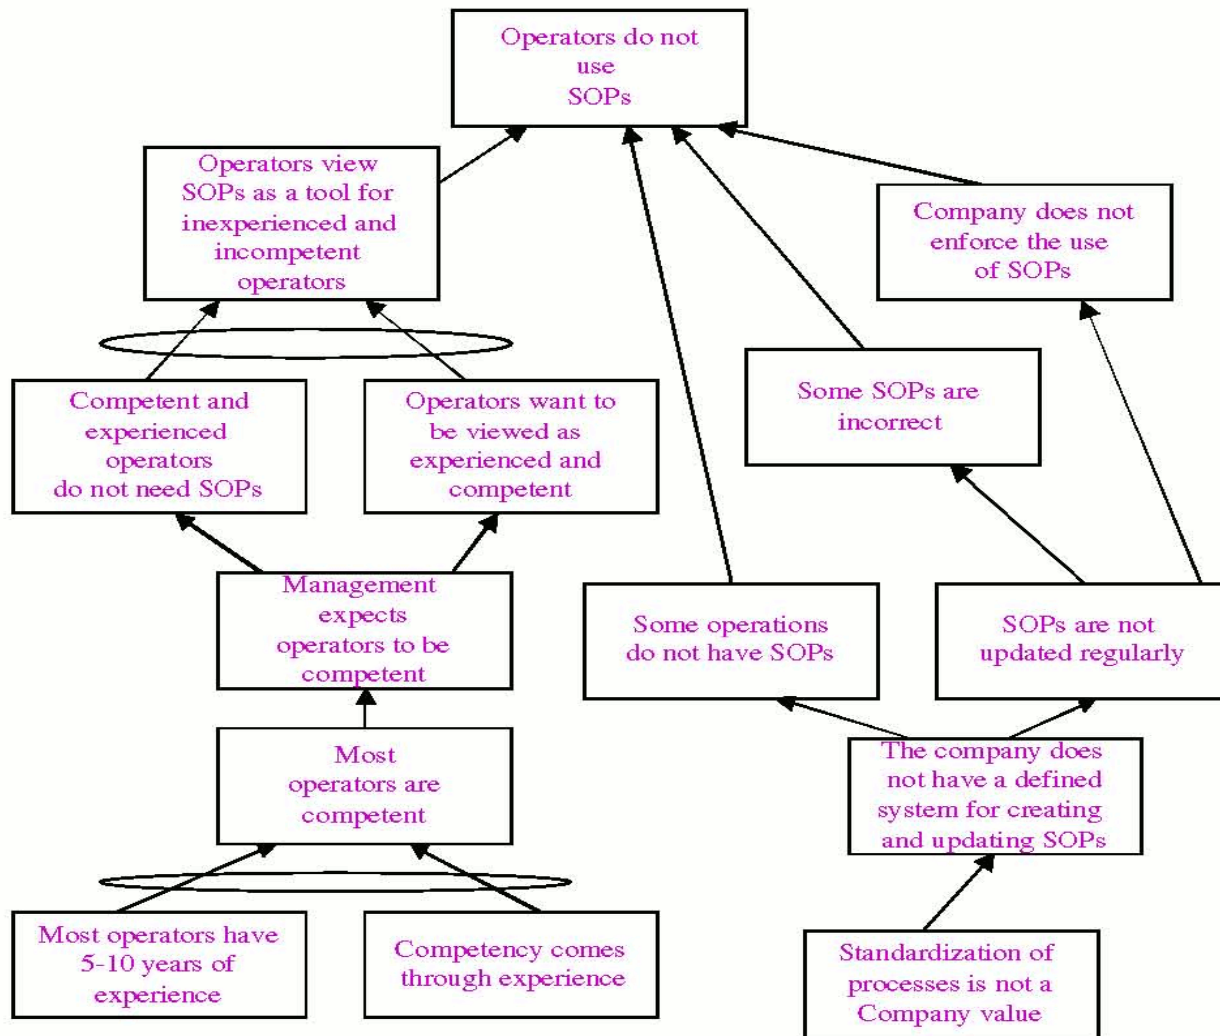 Operators do not
use
SOPs
Operators view
SOPs as a tool for
inexperienced and
incompetent
operators
Company does not
enforce the use
of SOPs
Some SOPs are
incorrect
Competent and
experienced
operators
do not need SOPs
Operators want to
be viewed as
experienced and
competent
Management
expects
operators to be
competent
Some operations
do not have SOPs
SOPs are not
updated regularly
Most
operators are
competent
The company does
not have a defined
system for creating
and updating SOPs
Most operators have
5-10 years of
experience
Competency comes
through experience
Standardization of
processes is not a
Company value